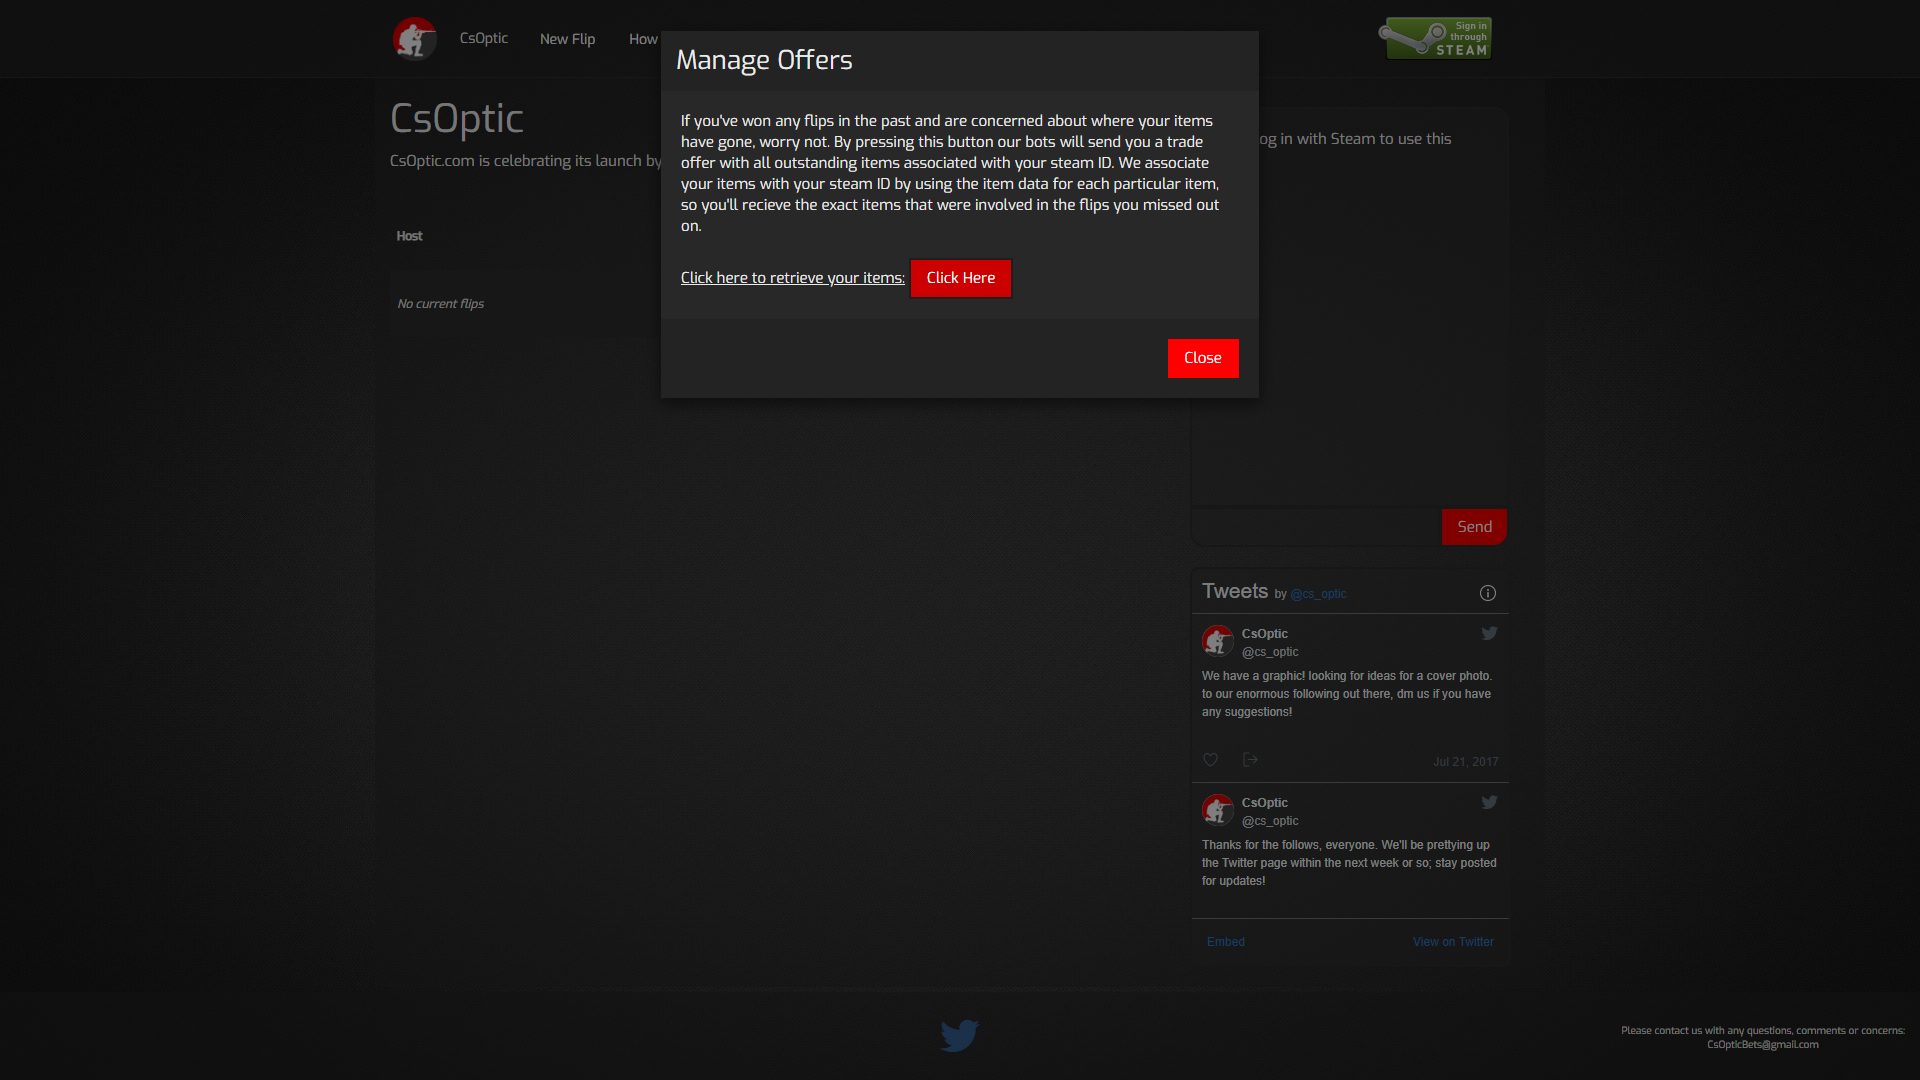 CsOptic
New Flip
How
Sign in
through
STEAM
Manage Offers
If you've won any flips in the past and are concerned about where your items
have gone, worry not. By pressing this button our bots will send you a trade
offer with all outstanding items associated with your steam ID. We associate
your items with your steam ID by using the item data for each particular item,
so you'll recieve the exact items that were involved in the flips you missed out
on.
Click here to retrieve your items: Click Here
Close
CsOptic
CsOptic.com is celebrating its launch by
Host
No current flips
og in with Steam to use this
Send
Tweets by @cs_optic
CsOptic
@cs_optic
We have a graphic! looking for ideas for a cover photo.
to our enormous following out there, dm us if you have
any suggestions!
Jul 21, 2017
CsOptic
@cs_optic
Thanks for the follows, everyone. We'll be prettying up
the Twitter page within the next week or so; stay posted
for updates!
Embed
View on Twitter
Please contact us with any questions, comments or concerns:
CsOpticBets@gmail.com